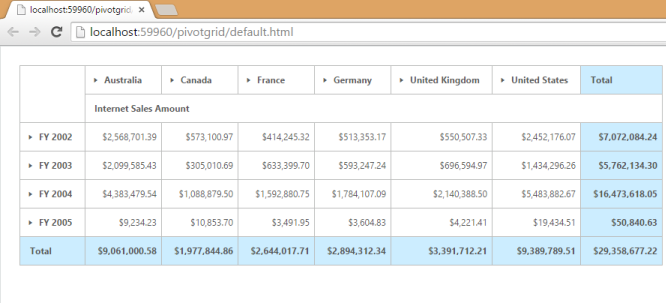 localhost:59960/pivotgrid
localhost:59960/pivotgrid/default.html
Australia Canada France Germany United Kingdom United States Total
Internet Sales Amount
FY 2002 $2,568,701.39 $573,100.97 $414,245.32 $513,353.17 $550,507.33 $2,452,176.07 $7,072,084.24
FY 2003 $2,099,585.43 $305,010.69 $633,399.70 $593,247.24 $696,594.97 $1,434,296.26 $5,762,134.30
FY 2004 $4,383,479.54 $1,088,879.50 $1,592,880.75 $1,784,107.09 $2,140,388.50 $5,483,882.67 $16,473,618.05
FY 2005 $9,234.23 $10,853.70 $3,491.95 $3,604.83 $4,221.41 $19,434.51 $50,840.63
Total $9,061,000.58 $1,977,844.86 $2,644,017.71 $2,894,312.34 $3,391,712.21 $9,389,789.51 $29,358,677.22